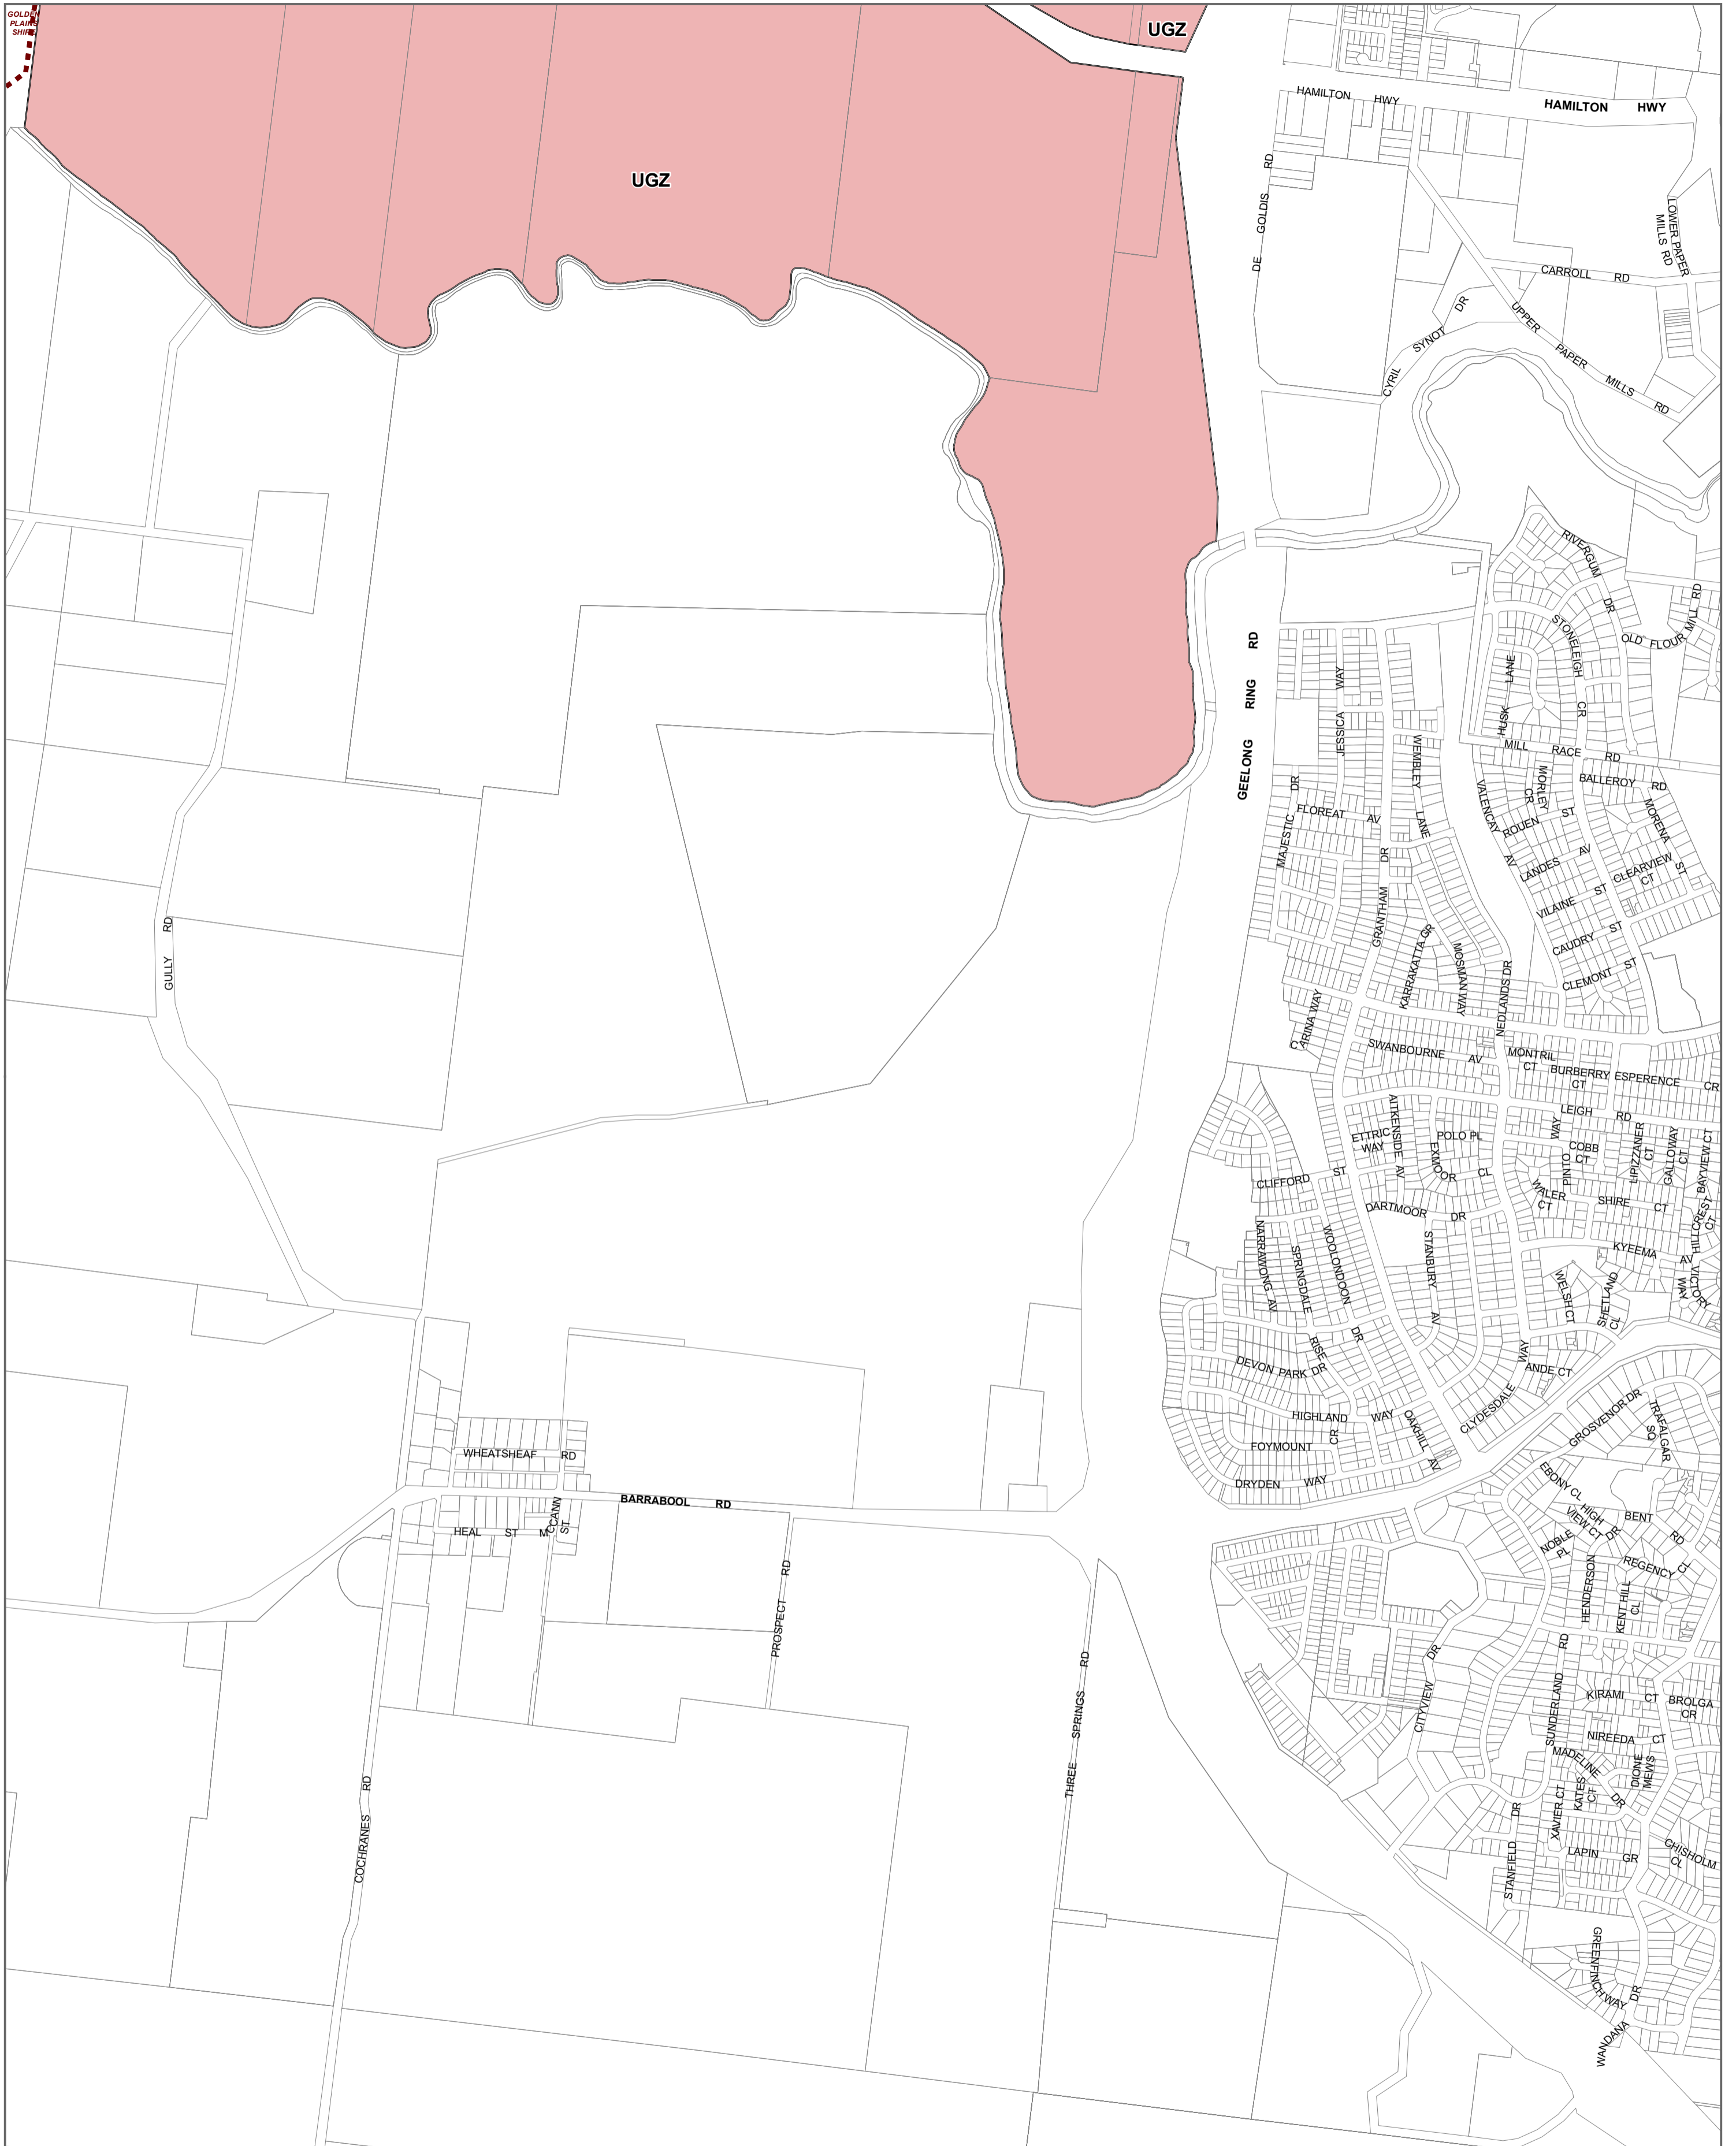 GOLDEN
PLAINS
SHIRE
UGZ
UGZ
HAMILTON HWY
HAMILTON HWY
DE GOLDIS RD
LOWER PAPER
MILLS RD
CARROLL RD
CYRIL SYNOT DR
UPPER PAPER MILLS RD
RIVERGUM DR
STONELEIGH CR
OLD FLOUR MILL RD
HUSK LANE
GEELONG RING RD
JESSICA WAY
WEMBLEY LANE
MILL RACE RD
BALLEROY RD
MORLEY
CR
MORENA ST
VALENCAY AV
ROUEN ST
MAJESTIC DR
FLOREAT AV
LANDES AV
CLEARVIEW
CT
VILAINE ST
GRANTHAM DR
KARRAKATTA GR
MOSMAN WAY
NEDLANDS DR
CAUDRY ST
CLEMONT ST
GULLY RD
CARINA WAY
SWANBOURNE AV
MONTRIL
CT
BURBERRY
CT
ESPERENCE CR
LEIGH RD
AITKENSIDE AV
ETTRIC
WAY
POLO PL
EXMOOR CL
PINTO WAY
COBB
CT
LIPIZZANER
CT
GALLOWAY
CT
BAYVIEW CT
CLIFFORD ST
DARTMOOR DR
WALER
CT
SHIRE CT
HILLCREST
CT
NARRAWONG AV
SPRINGDALE RISE
WOOLONDOON DR
STANBURY AV
KYEEMA AV
VICTORY
WAY
WELSH CT
SHETLAND
CL
DEVON PARK DR
ANDE CT
CLYDESDALE WAY
HIGHLAND WAY
OAKHILL AV
GROSVENOR DR
TRAFALGAR
SQ
FOYMOUNT CR
DRYDEN WAY
WHEATSHEAF RD
BARRABOOL RD
HEAL ST
MCCANN
ST
EBONY CL
HIGH
VIEW CT
BENT RD
NOBLE
PL
HENDERSON DR
REGENCY CL
KENT HILL
CL
PROSPECT RD
THREE SPRINGS RD
CITYVIEW DR
SUNDERLAND RD
KIRAMI CT
BROLGA
CR
NIREEDA CT
MADELINE DR
DIONE
MEWS
KATES
CT
XAVIER CT
COCHRANES RD
STANFIELD DR
LAPIN GR
CHISHOLM
CL
GREENFINCH WAY
WANDANA DR